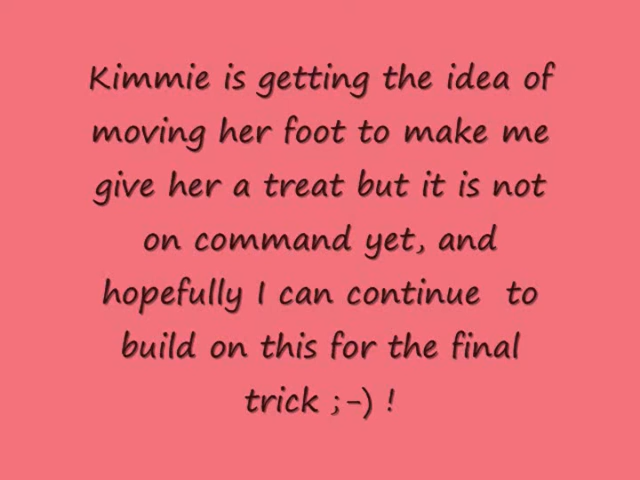 Kimmie is getting the idea of
moving her foot to make me
give her a treat but it is not
on command yet, and
hopefully I can continue  to
build on this for the final
trick ;-) !